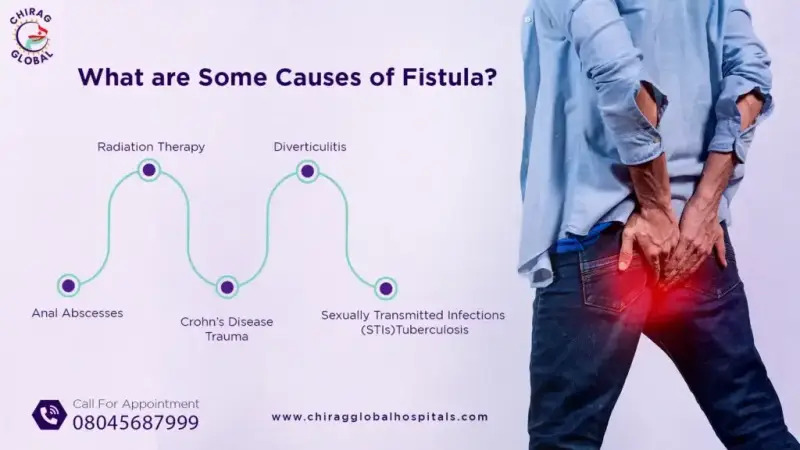 CHIRAG
GLOBAL
What are Some Causes of Fistula?
Radiation Therapy
Diverticulitis
Anal Abscesses
Crohn's Disease
Trauma
Sexually Transmitted Infections
(STIs)Tuberculosis
Call For Appointment
08045687999
www.chiragglobalhospitals.com